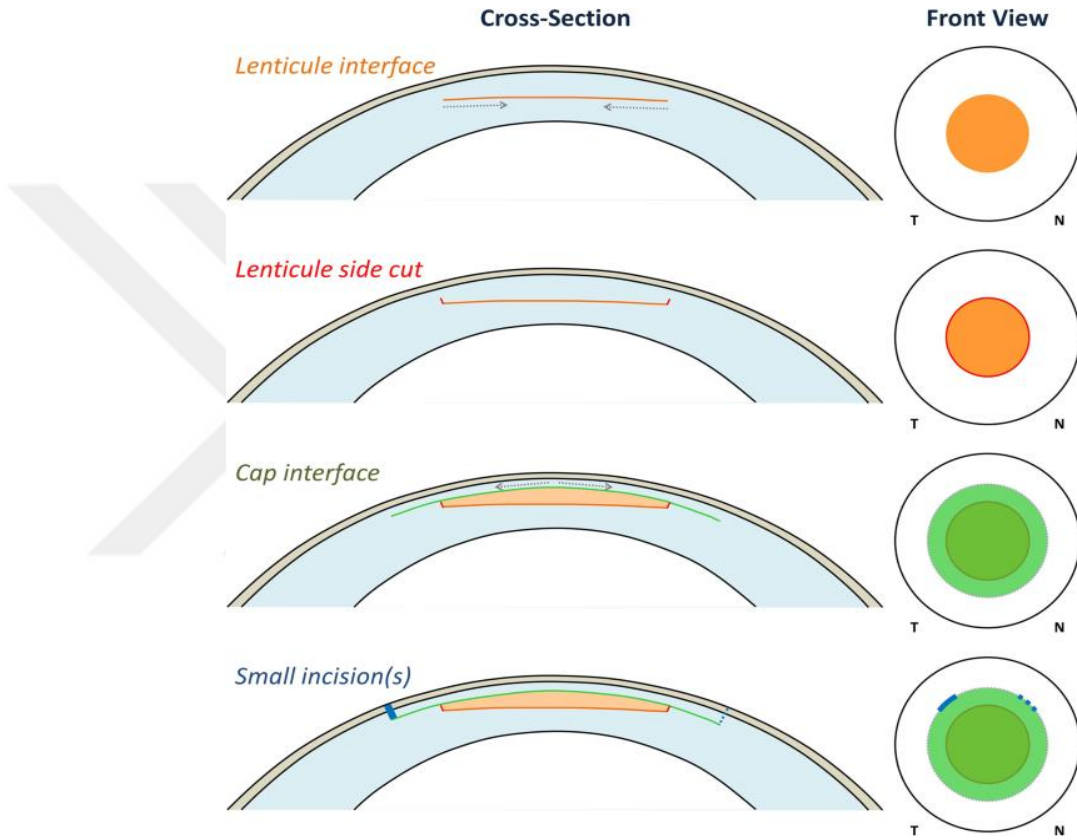 Cross-Section Front View
Lenticule interface
T N
Lenticule side cut
T N
Cap interface
T N
Small incision(s)
T N